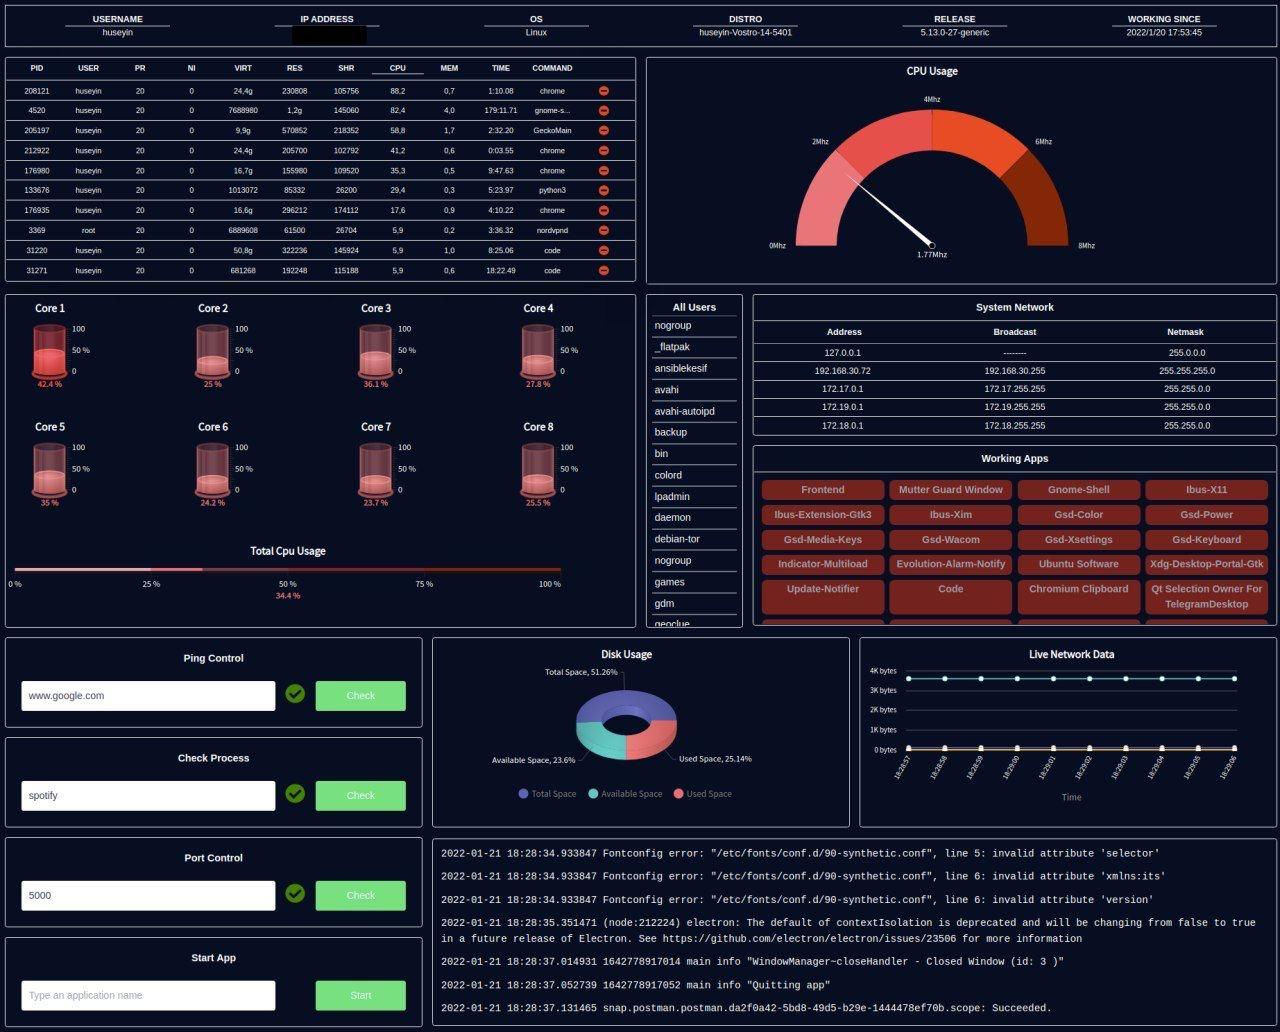 USERNAME IP ADDRESS OS DISTRO RELEASE WORKING SINCE
huseyin Linux huseyin-Vostro-14-5401 5.13.0-27-generic 2022/1/20 17:53:45
PID USER PR NI VIRT RES SHR CPU MEM TIME COMMAND
208121 huseyin 20 0 24,4g 230808 105756 88,2 0,7 1:10.08 chrome
4520 huseyin 20 0 7688980 1,2g 145060 82,4 4,0 179:11.71 gnome-s...
205197 huseyin 20 0 9,9g 570852 218352 58,8 1,7 2:32.20 GeckoMain
212922 huseyin 20 0 24,4g 205700 102792 41,2 0,6 0:03.55 chrome
176980 huseyin 20 0 16,7g 155980 109520 35,3 0,5 9:47.63 chrome
133676 huseyin 20 0 1013072 85332 26200 29,4 0,3 5:23.97 python3
176935 huseyin 20 0 16,6g 296212 174112 17,6 0,9 4:10.22 chrome
3369 root 20 0 6889608 61500 26704 5,9 0,2 3:36.32 nordvpnd
31220 huseyin 20 0 50,8g 322236 145924 5,9 1,0 8:25.06 code
31271 huseyin 20 0 681268 192248 115188 5,9 0,6 18:22.49 code
CPU Usage
4Mhz
2Mhz 6Mhz
0Mhz 8Mhz
1.77Mhz
Core 1 Core 2 Core 3 Core 4
100 100 100 100
50 % 50 % 50 % 50 %
0 0 0 0
42.4 % 25 % 36.1 % 27.8 %
Core 5 Core 6 Core 7 Core 8
100 100 100 100
50 % 50 % 50 % 50 %
0 0 0 0
35 % 24.2 % 23.7 % 25.5 %
Total Cpu Usage
0 % 25 % 50 % 75 % 100 %
34.4 %
All Users
nogroup
_flatpak
ansiblekesif
avahi
avahi-autoipd
backup
bin
colord
lpadmin
daemon
debian-tor
nogroup
games
gdm
geoclue
System Network
Address Broadcast Netmask
127.0.0.1 -------- 255.0.0.0
192.168.30.72 192.168.30.255 255.255.255.0
172.17.0.1 172.17.255.255 255.255.0.0
172.19.0.1 172.19.255.255 255.255.0.0
172.18.0.1 172.18.255.255 255.255.0.0
Working Apps
Frontend Mutter Guard Window Gnome-Shell Ibus-X11
Ibus-Extension-Gtk3 Ibus-Xim Gsd-Color Gsd-Power
Gsd-Media-Keys Gsd-Wacom Gsd-Xsettings Gsd-Keyboard
Indicator-Multiload Evolution-Alarm-Notify Ubuntu Software Xdg-Desktop-Portal-Gtk
Update-Notifier Code Chromium Clipboard Qt Selection Owner For
TelegramDesktop
Ping Control
www.google.com Check
Check Process
spotify Check
Port Control
5000 Check
Start App
Type an application name Start
Disk Usage
Total Space, 51.26%
Available Space, 23.6% Used Space, 25.14%
Total Space Available Space Used Space
Live Network Data
4K bytes
3K bytes
2K bytes
1K bytes
0 bytes
18:28:57 18:28:58 18:28:59 18:29:00 18:29:01 18:29:02 18:29:03 18:29:04 18:29:05 18:29:06
Time
2022-01-21 18:28:34.933847 Fontconfig error: "/etc/fonts/conf.d/90-synthetic.conf", line 5: invalid attribute 'selector'
2022-01-21 18:28:34.933847 Fontconfig error: "/etc/fonts/conf.d/90-synthetic.conf", line 6: invalid attribute 'xmlns:its'
2022-01-21 18:28:34.933847 Fontconfig error: "/etc/fonts/conf.d/90-synthetic.conf", line 6: invalid attribute 'version'
2022-01-21 18:28:35.351471 (node:212224) electron: The default of contextIsolation is deprecated and will be changing from false to true
in a future release of Electron. See https://github.com/electron/electron/issues/23506 for more information
2022-01-21 18:28:37.014931 1642778917014 main info "WindowManager~closeHandler - Closed Window (id: 3 )"
2022-01-21 18:28:37.052739 1642778917052 main info "Quitting app"
2022-01-21 18:28:37.131465 snap.postman.postman.da2f0a42-5bd8-49d5-b29e-1444478ef70b.scope: Succeeded.